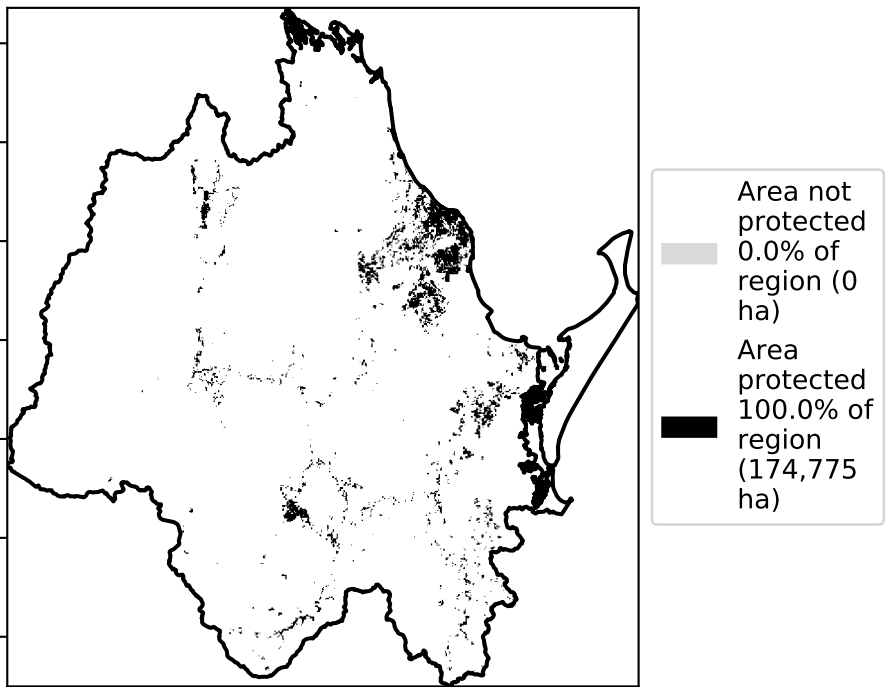 Area not
protected
0.0% of
region (0
ha)
Area
protected
100.0% of
region
(174,775
ha)